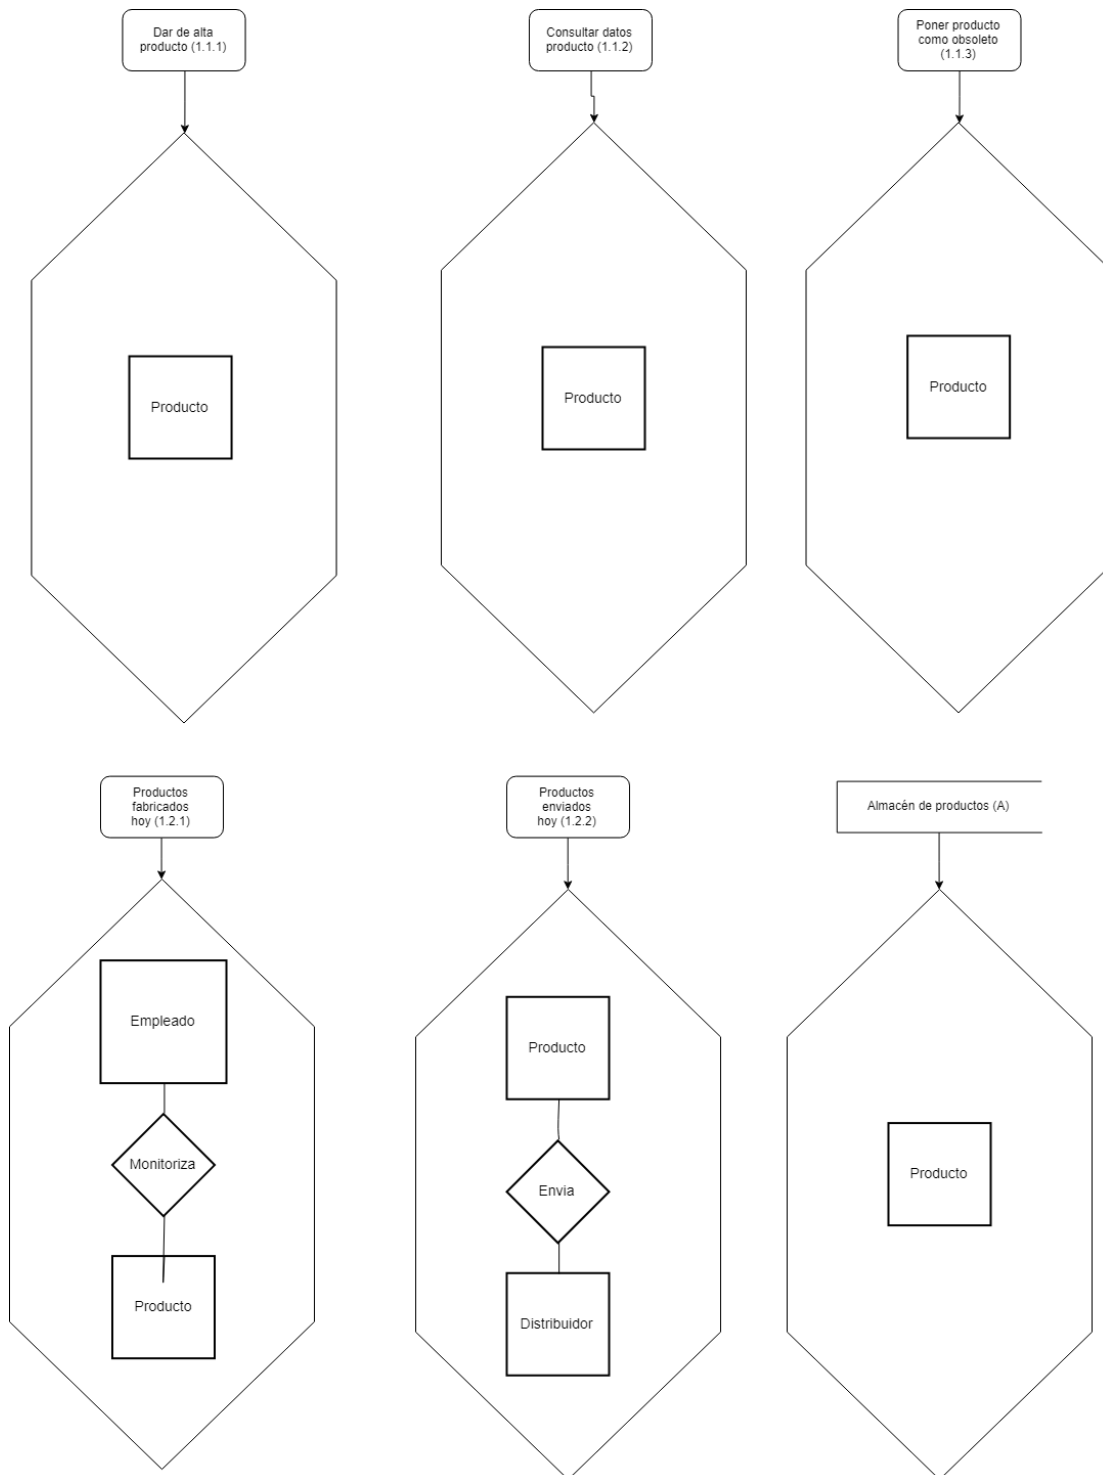 Dar de alta
producto (1.1.1)
Consultar datos
producto (1.1.2)
Poner producto
como obsoleto
(1.1.3)
Producto
Producto
Producto
Productos
fabricados
hoy (1.2.1)
Productos
enviados
hoy (1.2.2)
Almacén de productos (A)
Empleado
Monitoriza
Producto
Producto
Envia
Distribuidor
Producto